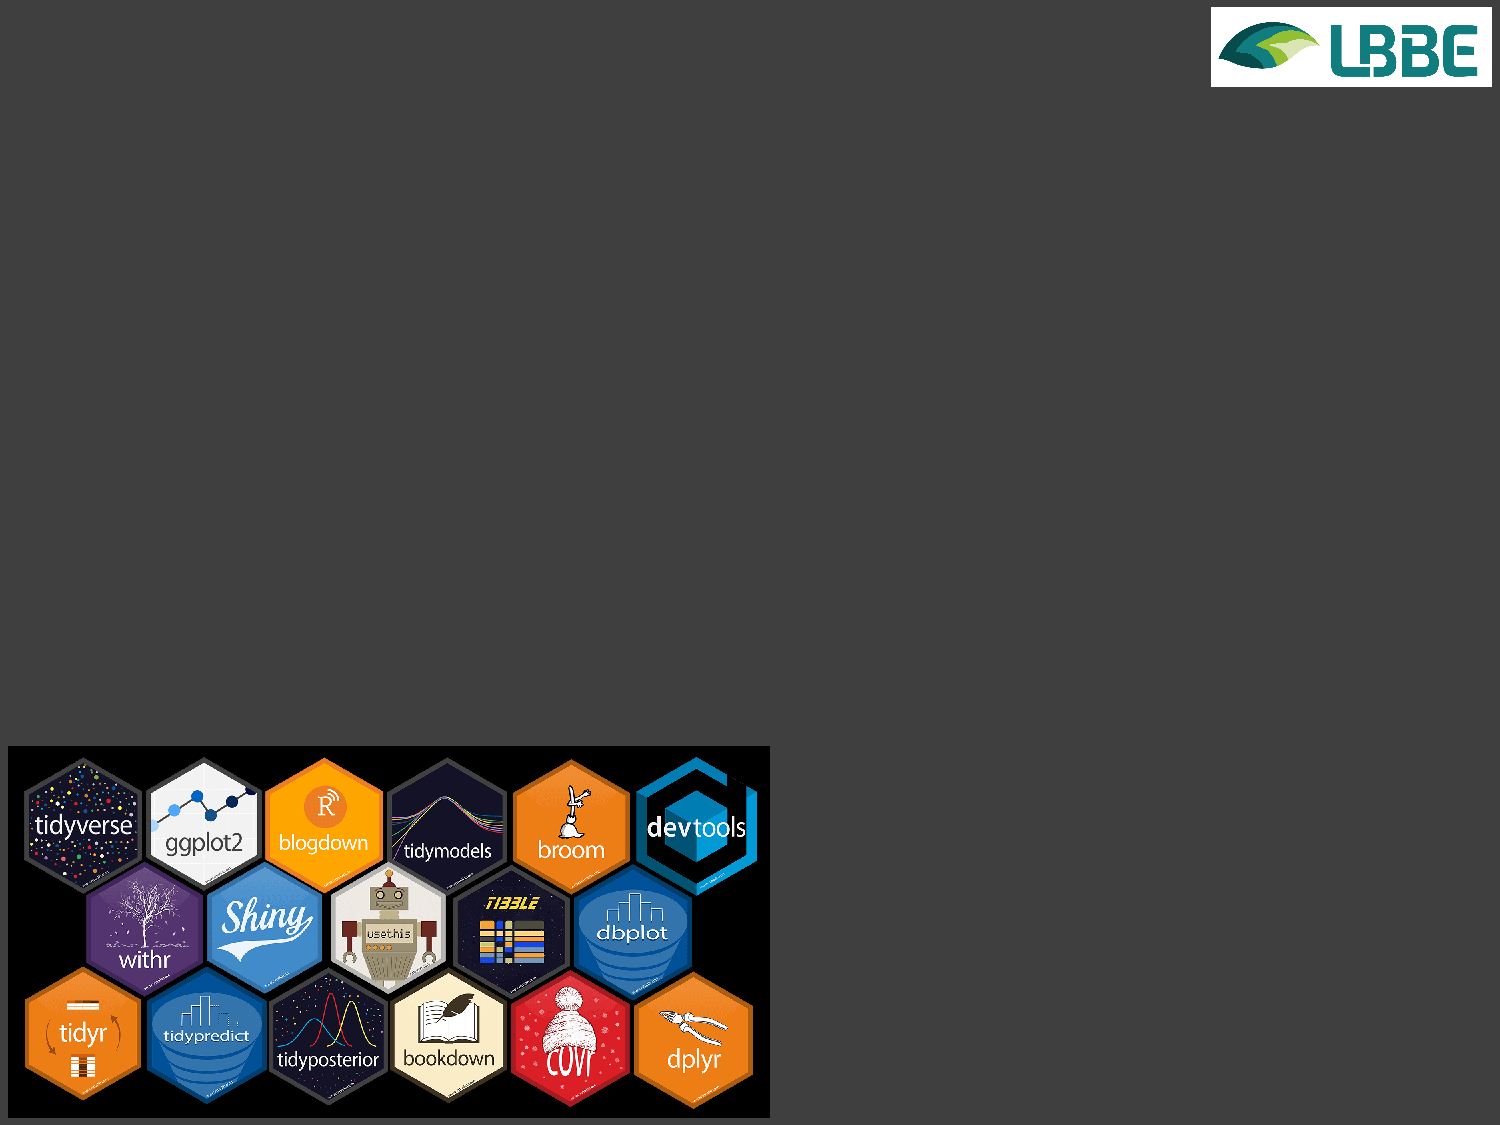 LBBE
tidyverse
ggplot2
blogdown
tidymodels
broom
devtools
withr
Shiny
usethis
TIBBLE
dbplot
tidyr
tidypredict
tidyposterior
bookdown
covr
dplyr